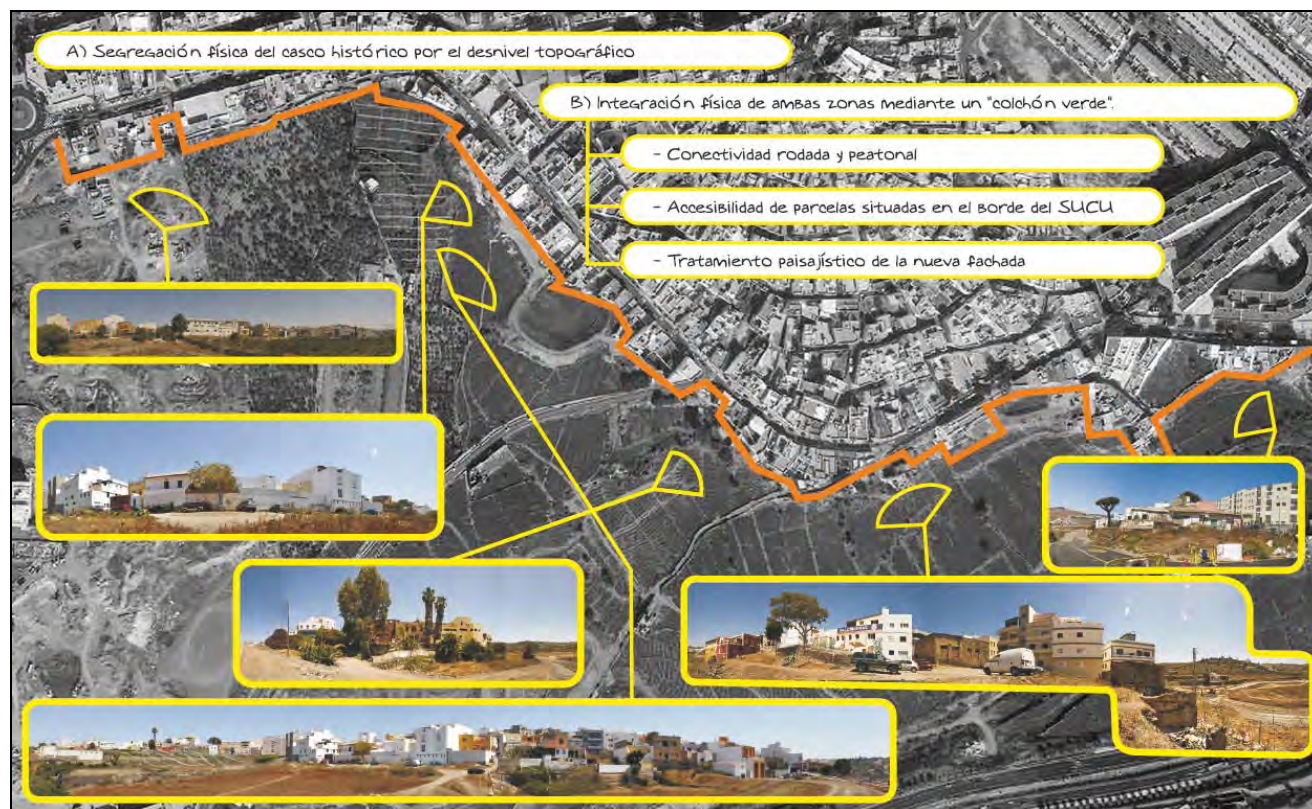 A) Segregación física del casco histórico por el desnivel topográfico
B) Integración física de ambas zonas mediante un "colchón verde".
- Conectividad rodada y peatonal
- Accesibilidad de parcelas situadas en el Borde del SUCU
- Tratamiento paisajístico de la nueva fachada